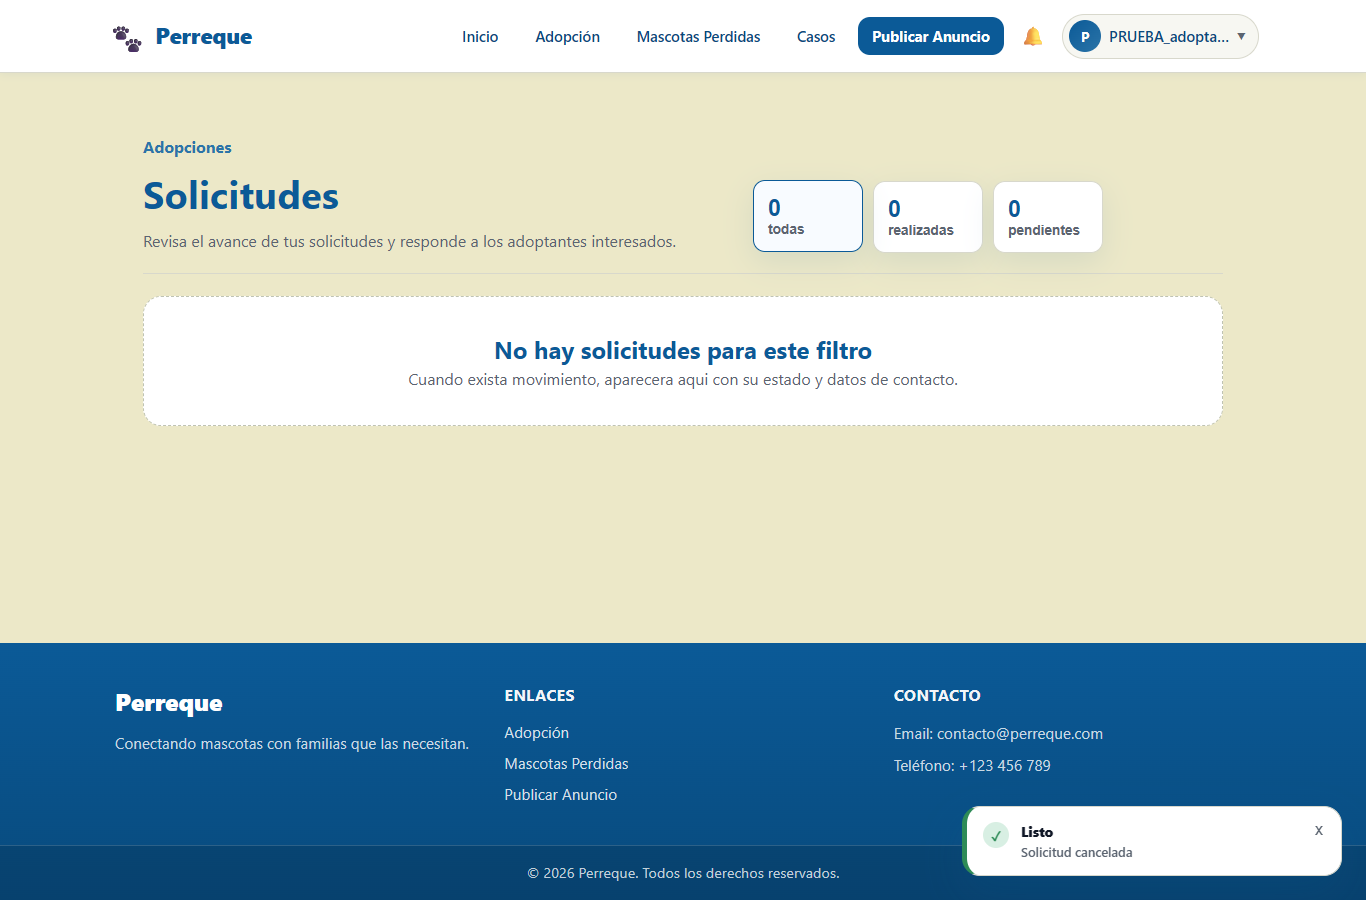 Perreque
Inicio
Adopción
Mascotas Perdidas
Casos
Publicar Anuncio
P
PRUEBA_adopta... ▼
Adopciones
Solicitudes
Revisa el avance de tus solicitudes y responde a los adoptantes interesados.
0
todas
0
realizadas
0
pendientes
No hay solicitudes para este filtro
Cuando exista movimiento, aparecera aqui con su estado y datos de contacto.
Perreque
Conectando mascotas con familias que las necesitan.
ENLACES
Adopción
Mascotas Perdidas
Publicar Anuncio
CONTACTO
Email: contacto@perreque.com
Teléfono: +123 456 789
✓
Listo
X
Solicitud cancelada
© 2026 Perreque. Todos los derechos reservados.